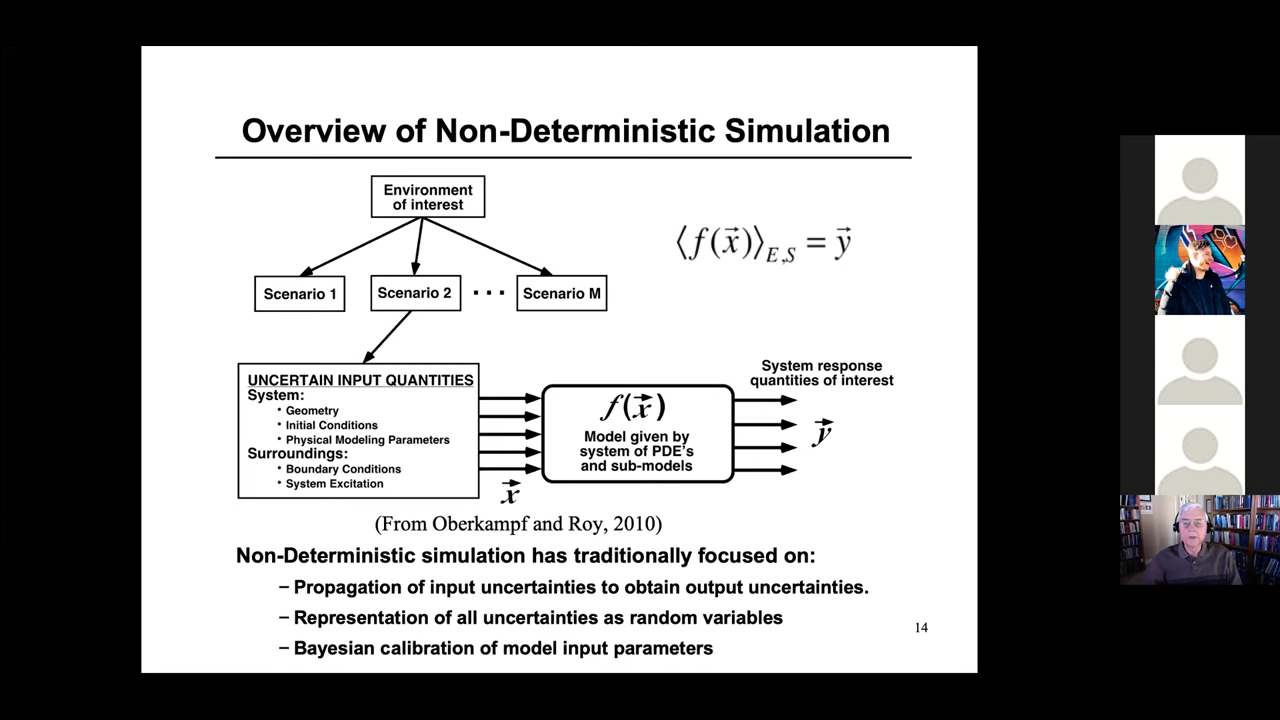 Overview of Non-Deterministic Simulation
Environment
of interest
⟨f(x⃗)⟩E,S = y⃗
Scenario 1
Scenario 2
...
Scenario M
UNCERTAIN INPUT QUANTITIES
System:
• Geometry
• Initial Conditions
• Physical Modeling Parameters
Surroundings:
• Boundary Conditions
• System Excitation
x⃗
f(x⃗)
Model given by
system of PDE's
and sub-models
System response
quantities of interest
y⃗
(From Oberkampf and Roy, 2010)
Non-Deterministic simulation has traditionally focused on:
– Propagation of input uncertainties to obtain output uncertainties.
– Representation of all uncertainties as random variables
– Bayesian calibration of model input parameters
14